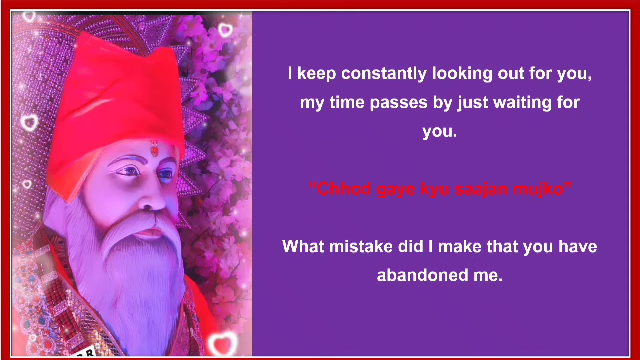 I keep constantly looking out for you,
my time passes by just waiting for
you.
"Chhod gaye kyu saajan mujko"
What mistake did I make that you have
abandoned me.